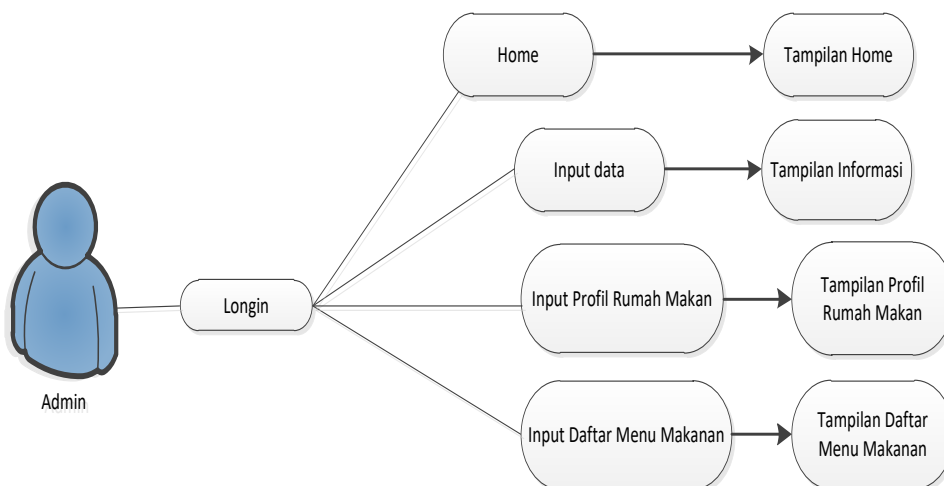 Home
Tampilan Home
Input data
Tampilan Informasi
Longin
Input Profil Rumah Makan
Tampilan Profil
Rumah Makan
Admin
Input Daftar Menu Makanan
Tampilan Daftar
Menu Makanan